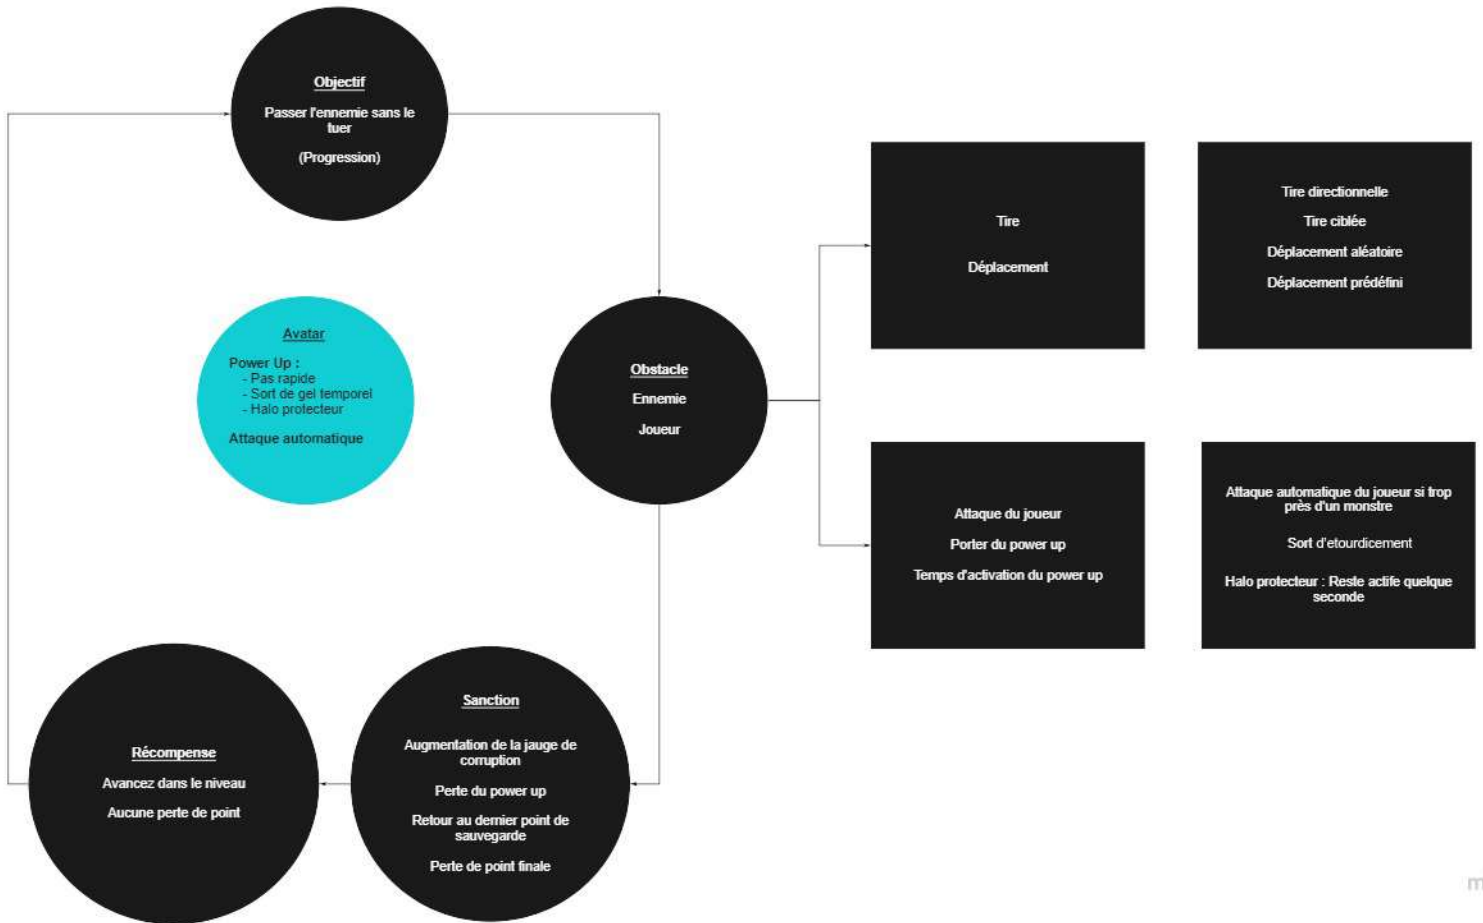 Objectif
Passer l'ennemie sans le
tuer
(Progression)
Avatar
Power Up :
- Pas rapide
- Sort de gel temporel
- Halo protecteur
Attaque automatique
Obstacle
Ennemie
Joueur
Tire
Déplacement
Tire directionnelle
Tire ciblée
Déplacement aléatoire
Déplacement prédéfini
Attaque du joueur
Porter du power up
Temps d'activation du power up
Attaque automatique du joueur si trop
près d'un monstre
Sort d'etourdicement
Halo protecteur : Reste actife quelque
seconde
Sanction
Augmentation de la jauge de
corruption
Perte du power up
Retour au dernier point de
sauvegarde
Perte de point finale
Récompense
Avancez dans le niveau
Aucune perte de point